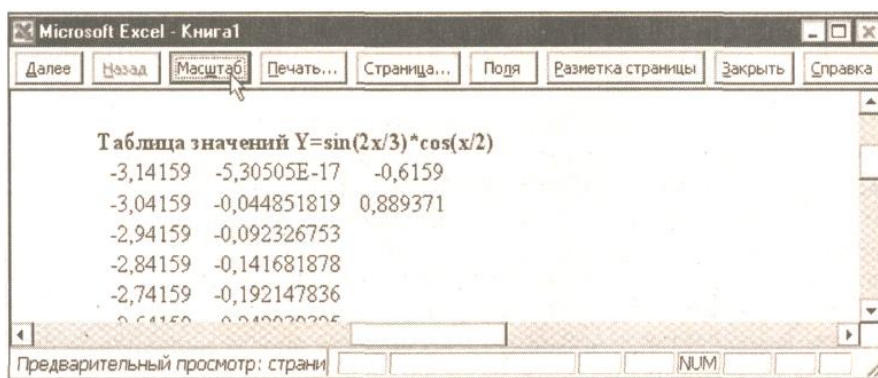 Microsoft Excel - Книга1
Далее Назад Масштаб Печать... Страница... Поля Разметка страницы Закрыть Справка
Таблица значений Y=sin(2x/3)*cos(x/2)
-3,14159 -5,30505E-17 -0,6159
-3,04159 -0,044851819 0,889371
-2,94159 -0,092326753
-2,84159 -0,141681878
-2,74159 -0,192147836
Предварительный просмотр: страни NUM